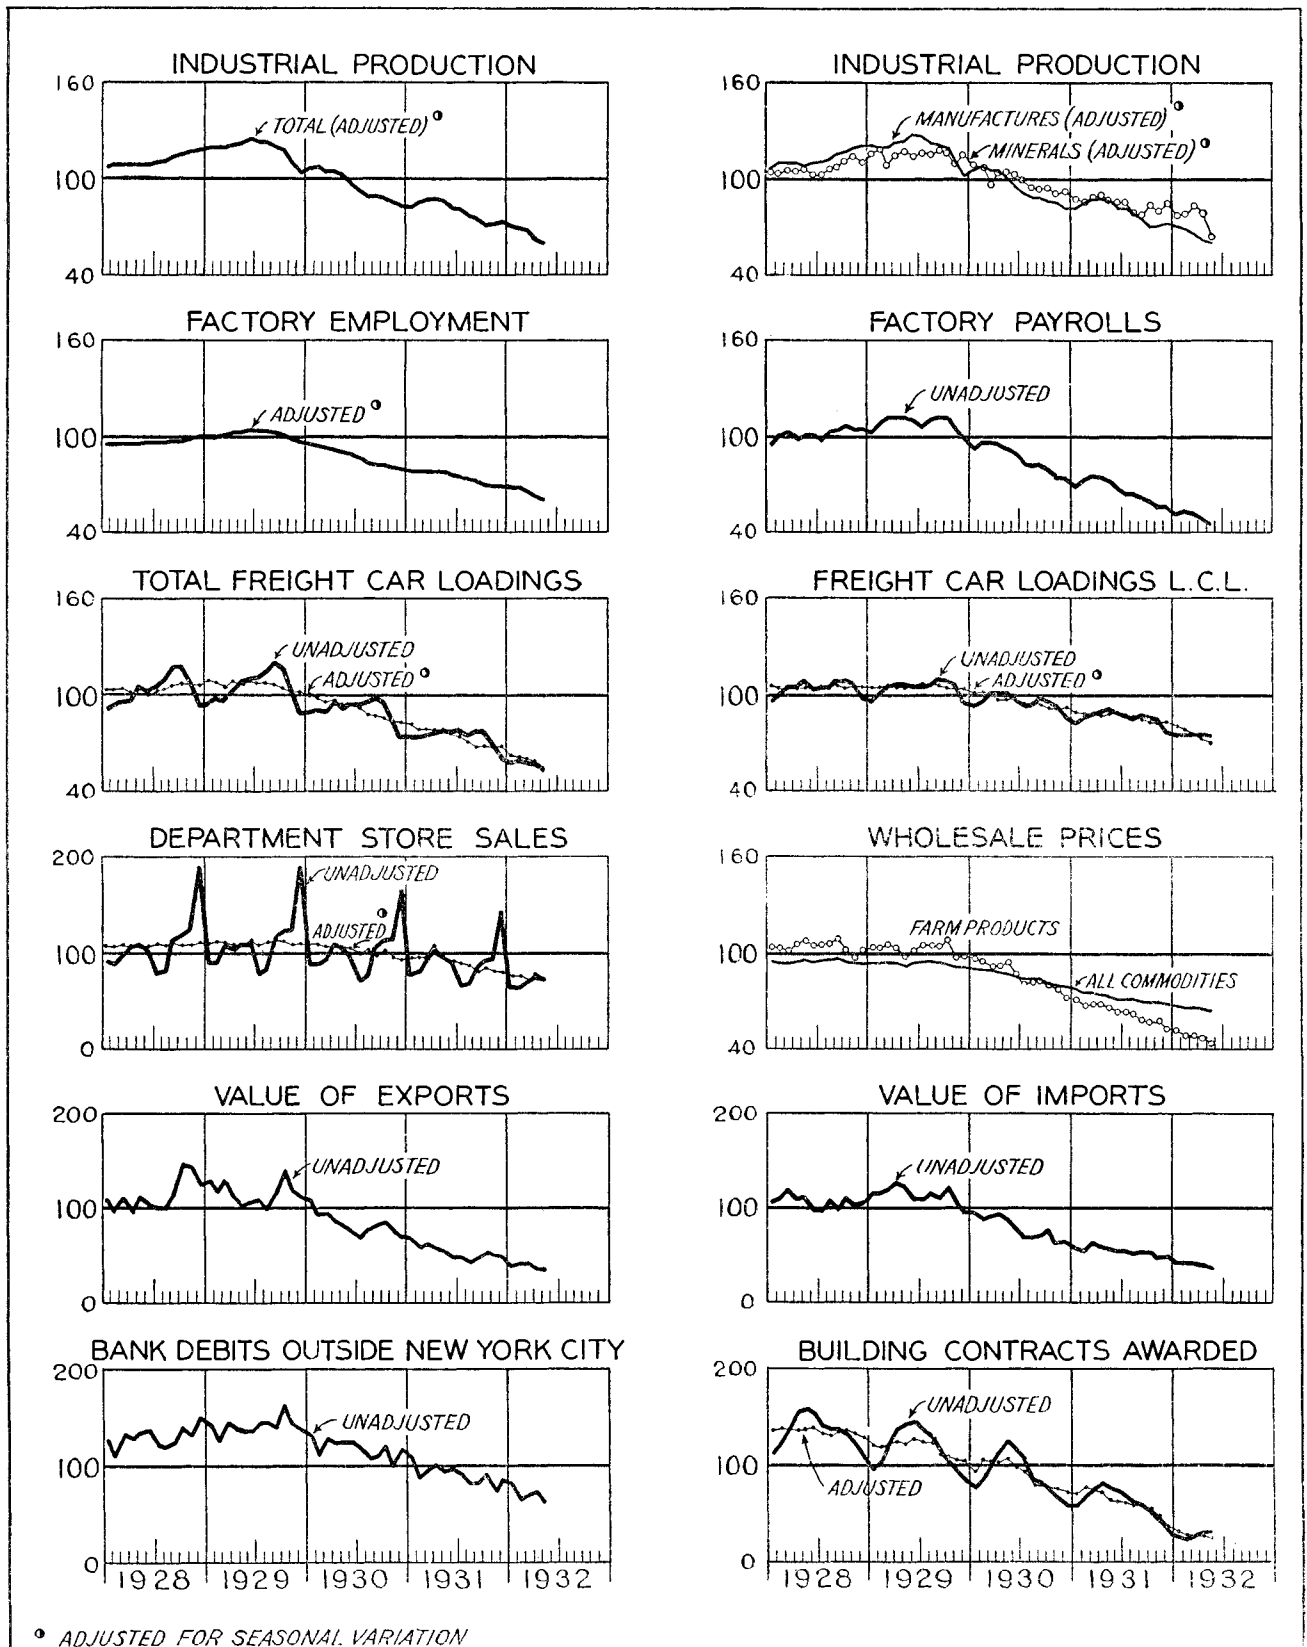 INDUSTRIAL PRODUCTION
160
TOTAL (ADJUSTED)
100
40
INDUSTRIAL PRODUCTION
160
MANUFACTURES (ADJUSTED)
MINERALS (ADJUSTED)
100
40
FACTORY EMPLOYMENT
160
ADJUSTED
100
40
FACTORY PAYROLLS
160
UNADJUSTED
100
40
TOTAL FREIGHT CAR LOADINGS
160
UNADJUSTED
ADJUSTED
100
40
FREIGHT CAR LOADINGS L.C.L.
160
UNADJUSTED
ADJUSTED
100
40
DEPARTMENT STORE SALES
200
UNADJUSTED
ADJUSTED
100
0
WHOLESALE PRICES
160
FARM PRODUCTS
100
ALL COMMODITIES
40
VALUE OF EXPORTS
200
UNADJUSTED
100
0
VALUE OF IMPORTS
200
UNADJUSTED
100
0
BANK DEBITS OUTSIDE NEW YORK CITY
200
UNADJUSTED
100
0
1928 1929 1930 1931 1932
BUILDING CONTRACTS AWARDED
200
UNADJUSTED
100
ADJUSTED
0
1928 1929 1930 1931 1932
ADJUSTED FOR SEASONAL VARIATION